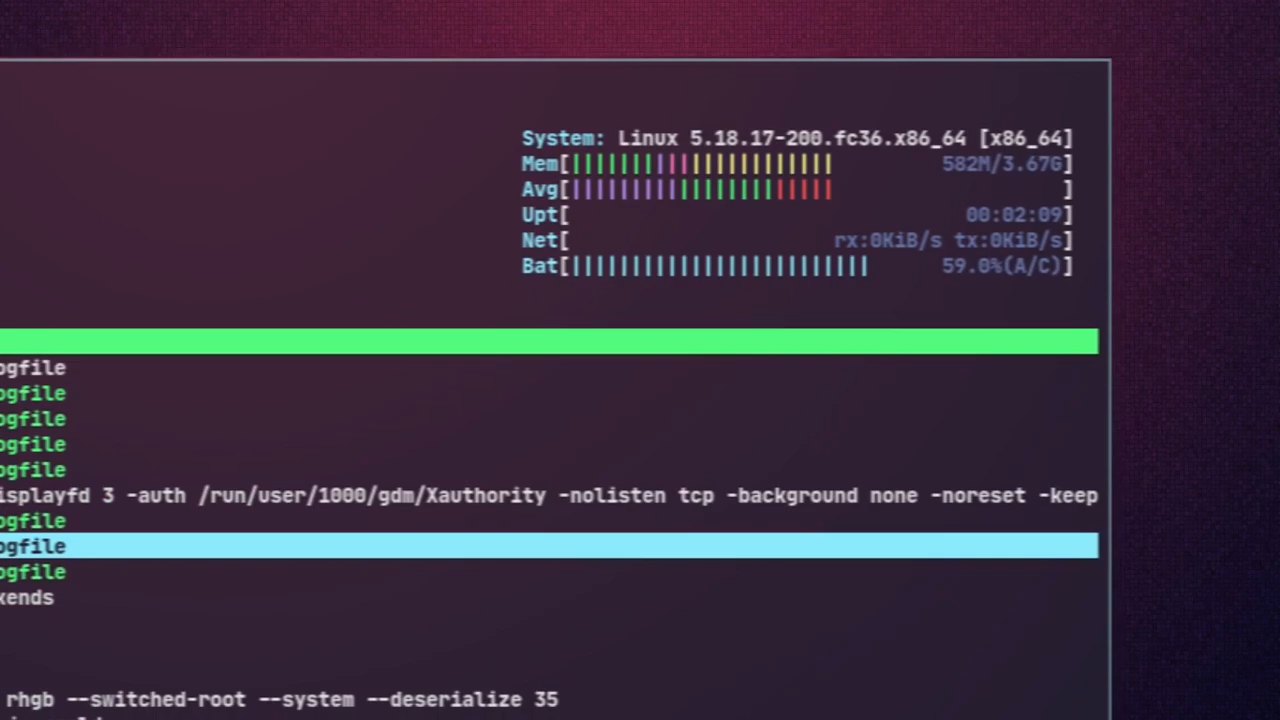 System: Linux 5.18.17-200.fc36.x86_64 [x86_64]
Mem[||||||||||||||||||||||         582M/3.67G]
Avg[||||||||||||||||||||||                   ]
Upt[                                 00:02:09]
Net[                      rx:0KiB/s tx:0KiB/s]
Bat[|||||||||||||||||||||||||      59.0%(A/C)]
ogfile
ogfile
ogfile
ogfile
ogfile
isplayfd 3 -auth /run/user/1000/gdm/Xauthority -nolisten tcp -background none -noreset -keep
ogfile
ogfile
ogfile
kends
rhgb --switched-root --system --deserialize 35